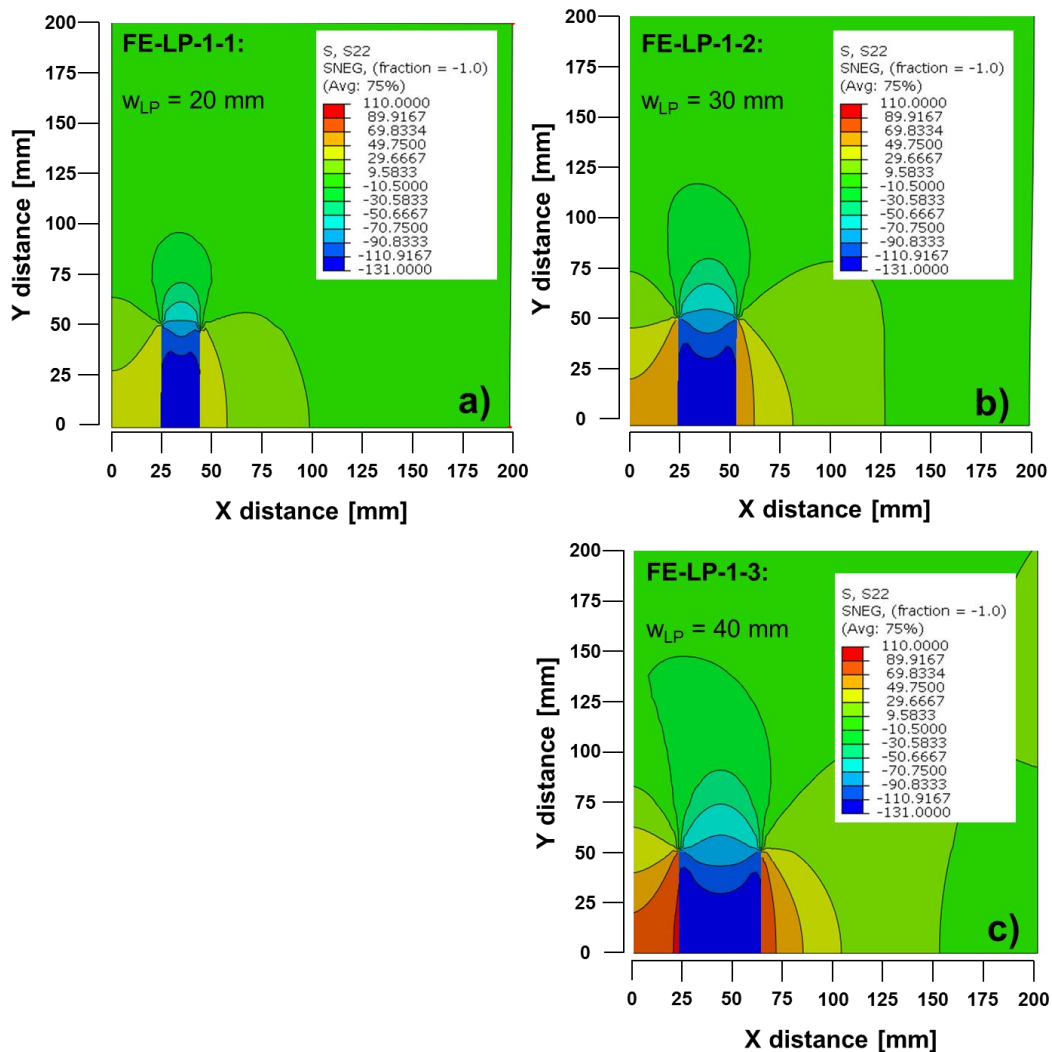 FE-LP-1-1:
w_LP = 20 mm
S, S22
SNEG, (fraction = -1.0)
(Avg: 75%)
110.0000
89.9167
69.8334
49.7500
29.6667
9.5833
-10.5000
-30.5833
-50.6667
-70.7500
-90.8333
-110.9167
-131.0000
Y distance [mm]
200
175
150
125
100
75
50
25
0
a)
0 25 50 75 100 125 150 175 200
X distance [mm]
FE-LP-1-2:
w_LP = 30 mm
S, S22
SNEG, (fraction = -1.0)
(Avg: 75%)
110.0000
89.9167
69.8334
49.7500
29.6667
9.5833
-10.5000
-30.5833
-50.6667
-70.7500
-90.8333
-110.9167
-131.0000
Y distance [mm]
200
175
150
125
100
75
50
25
0
b)
0 25 50 75 100 125 150 175 200
X distance [mm]
FE-LP-1-3:
w_LP = 40 mm
S, S22
SNEG, (fraction = -1.0)
(Avg: 75%)
110.0000
89.9167
69.8334
49.7500
29.6667
9.5833
-10.5000
-30.5833
-50.6667
-70.7500
-90.8333
-110.9167
-131.0000
Y distance [mm]
200
175
150
125
100
75
50
25
0
c)
0 25 50 75 100 125 150 175 200
X distance [mm]